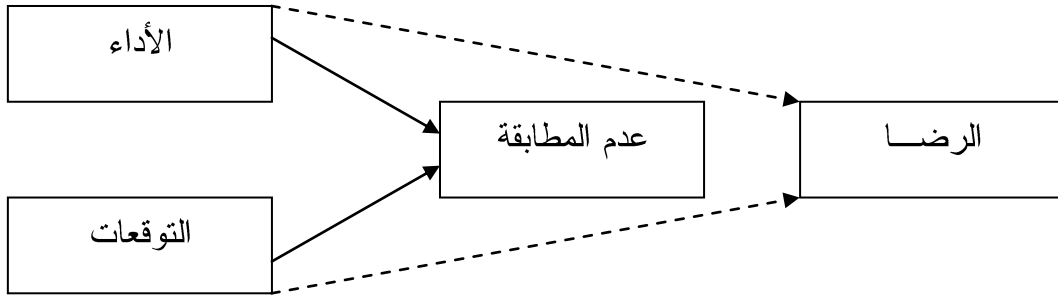 الأداء
عدم المطابقة
الرضـــا
التوقعات